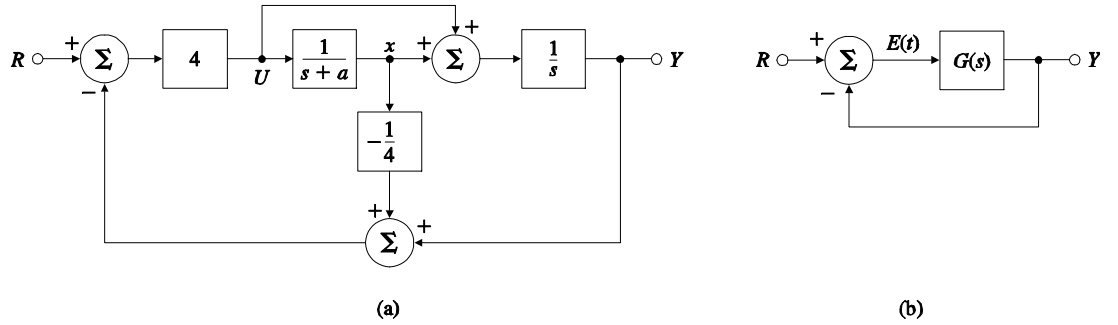 R + Σ 4 U 1/(s + a) x + + Σ 1/s Y
−
−1/4
+ Σ +
(a)
R + Σ E(t) G(s) Y
−
(b)